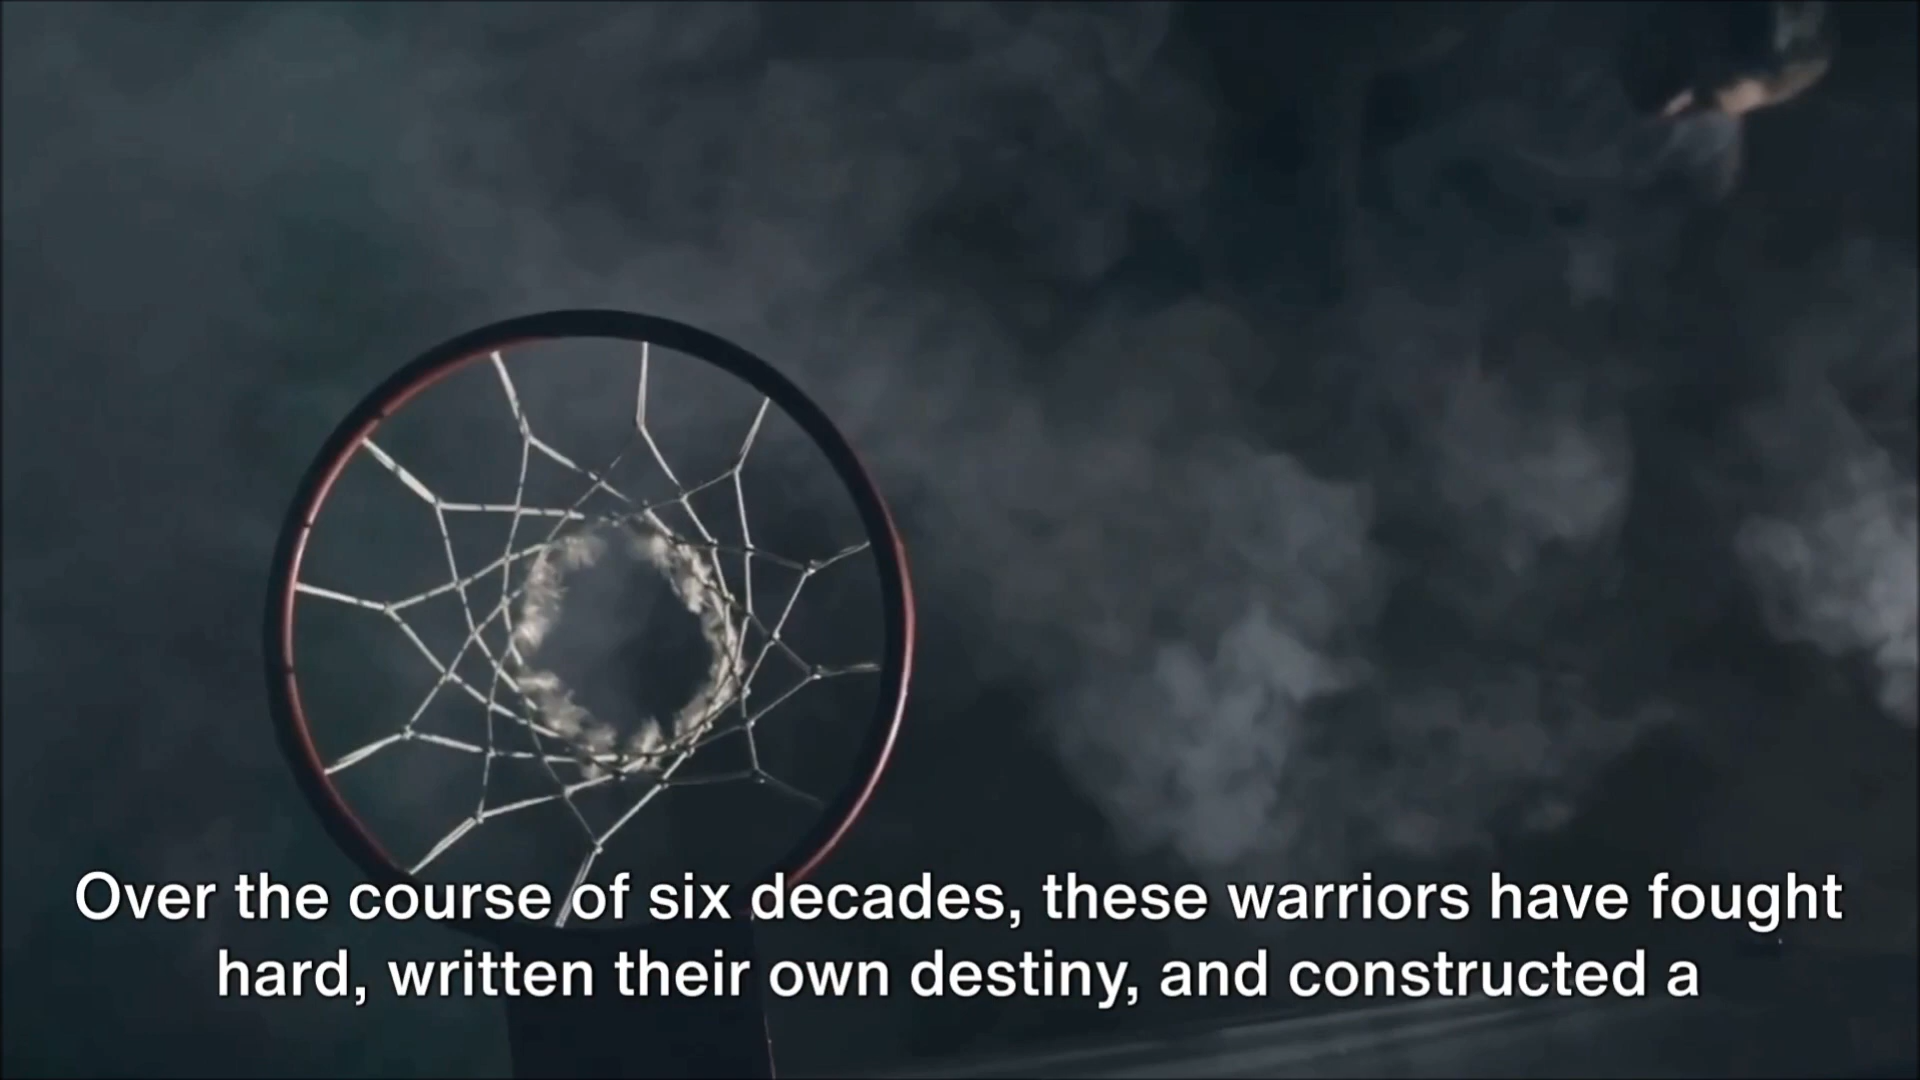 Over the course of six decades, these warriors have fought
hard, written their own destiny, and constructed a